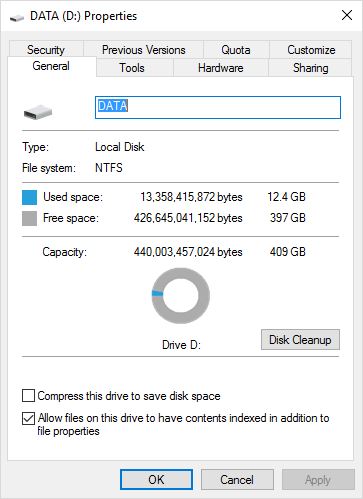 DATA (D:) Properties
Security Previous Versions Quota Customize
General Tools Hardware Sharing
DATA
Type: Local Disk
File system: NTFS
Used space: 13,358,415,872 bytes 12.4 GB
Free space: 426,645,041,152 bytes 397 GB
Capacity: 440,003,457,024 bytes 409 GB
Drive D: Disk Cleanup
Compress this drive to save disk space
Allow files on this drive to have contents indexed in addition to
file properties
OK Cancel Apply